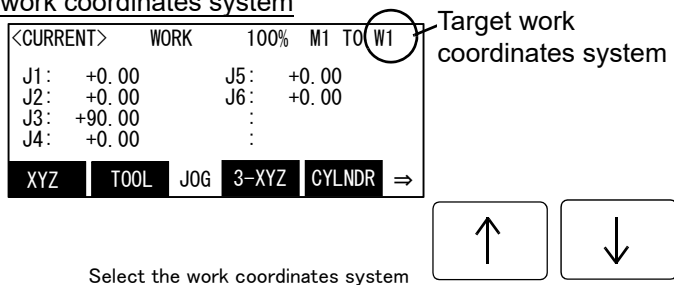 work coordinates system
Target work
coordinates system
<CURRENT> WORK 100% M1 T0 W1
J1: +0.00 J5: +0.00
J2: +0.00 J6: +0.00
J3: +90.00 :
J4: +0.00 :
XYZ TOOL JOG 3-XYZ CYLNDR ⇒
↑ ↓
Select the work coordinates system